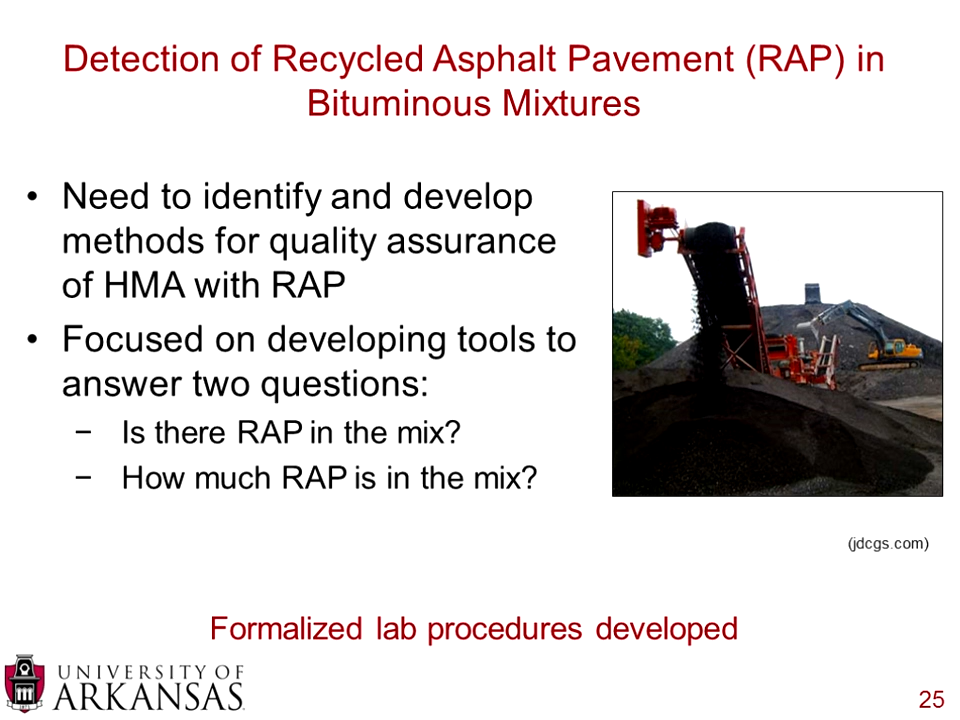 Detection of Recycled Asphalt Pavement (RAP) in
Bituminous Mixtures
• Need to identify and develop
methods for quality assurance
of HMA with RAP
• Focused on developing tools to
answer two questions:
− Is there RAP in the mix?
− How much RAP is in the mix?
(jdcgs.com)
Formalized lab procedures developed
UNIVERSITY OF
ARKANSAS
25